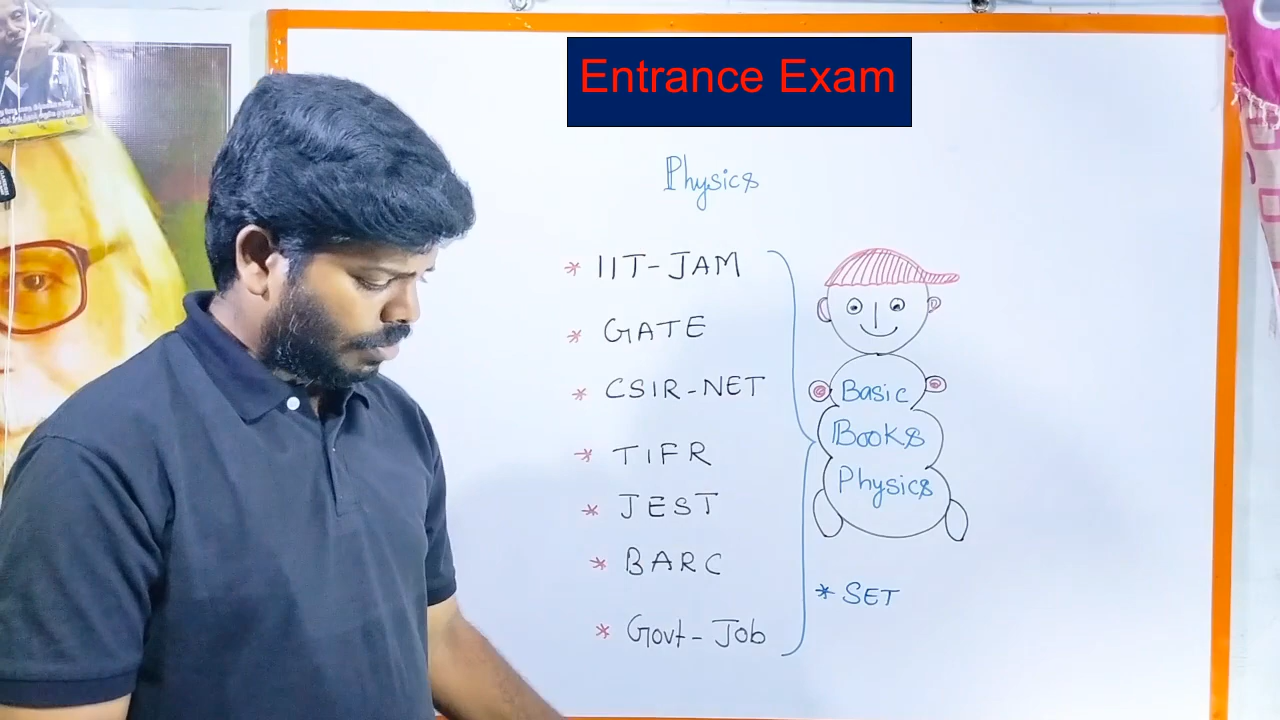 Entrance Exam
Physics
* IIT-JAM
* GATE
* CSIR-NET
* TIFR
* JEST
* BARC
* Govt-Job
Basic
Books
Physics
* SET